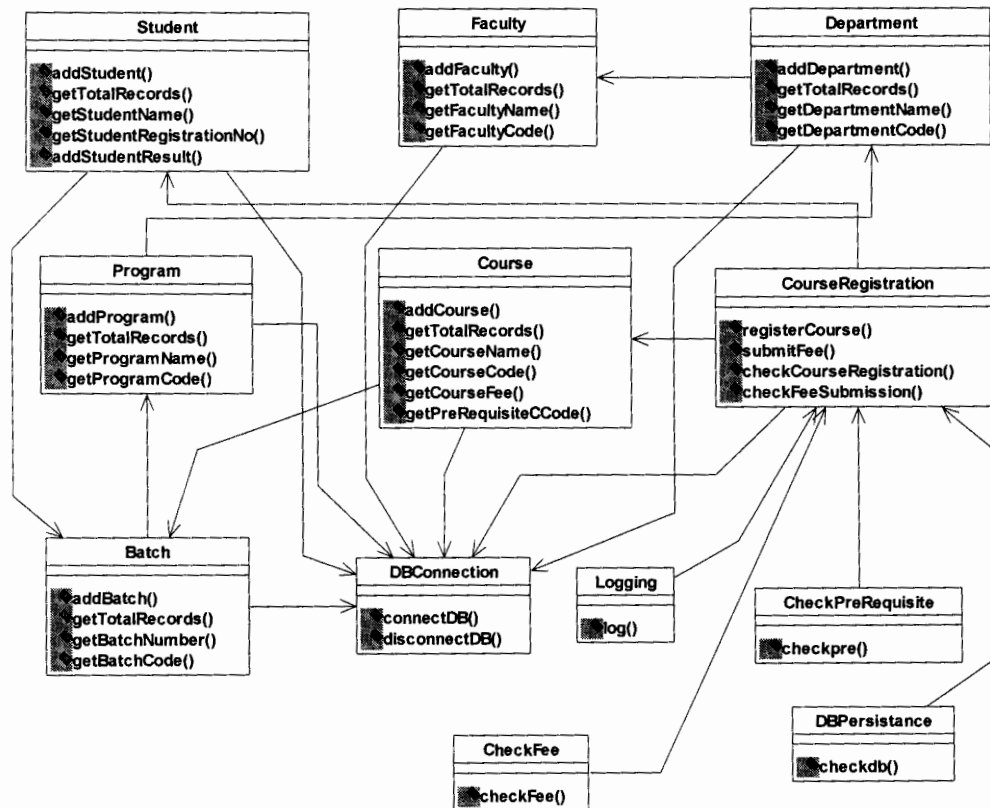 Student
addStudent()
getTotalRecords()
getStudentName()
getStudentRegistrationNo()
addStudentResult()
Faculty
addFaculty()
getTotalRecords()
getFacultyName()
getFacultyCode()
Department
addDepartment()
getTotalRecords()
getDepartmentName()
getDepartmentCode()
Program
addProgram()
getTotalRecords()
getProgramName()
getProgramCode()
Course
addCourse()
getTotalRecords()
getCourseName()
getCourseCode()
getCourseFee()
getPreRequisiteCCode()
CourseRegistration
registerCourse()
submitFee()
checkCourseRegistration()
checkFeeSubmission()
Batch
addBatch()
getTotalRecords()
getBatchNumber()
getBatchCode()
DBConnection
connectDB()
disconnectDB()
Logging
log()
CheckPreRequisite
checkpre()
DBPersistance
checkdb()
CheckFee
checkFee()